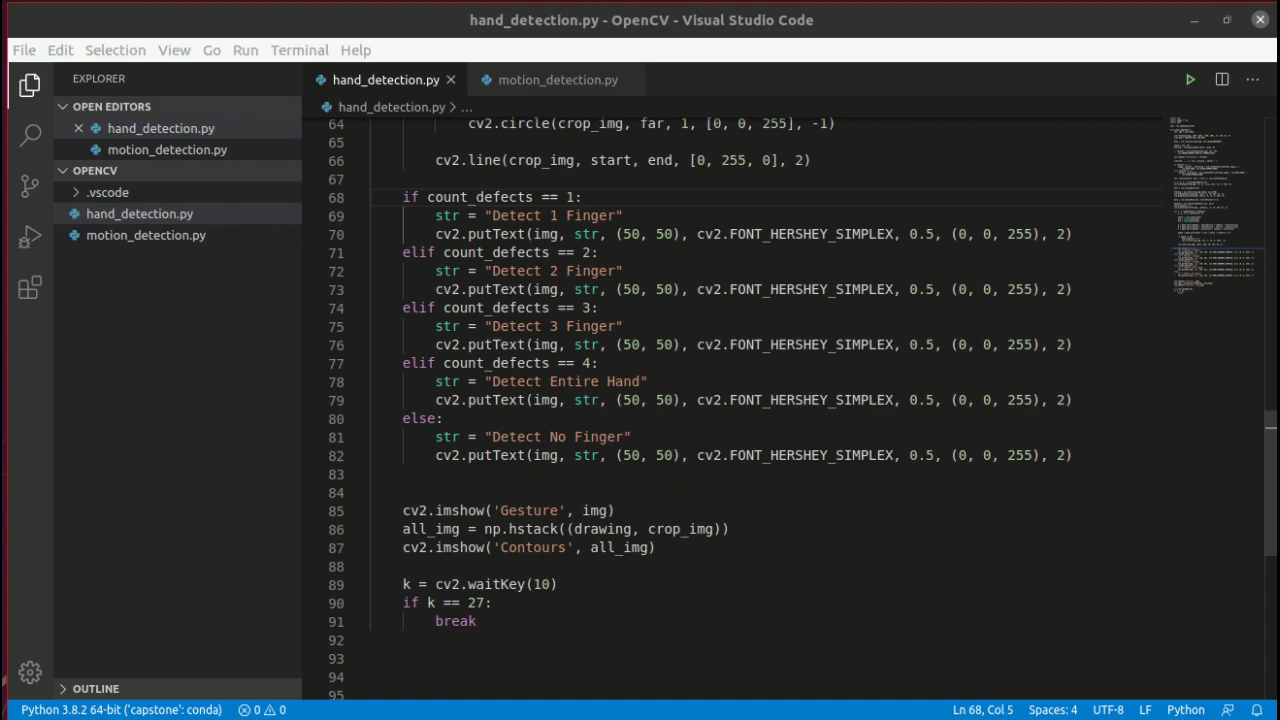 hand_detection.py - OpenCV - Visual Studio Code
File Edit Selection View Go Run Terminal Help
EXPLORER
OPEN EDITORS
hand_detection.py
motion_detection.py
OPENCV
.vscode
hand_detection.py
motion_detection.py
OUTLINE
hand_detection.py motion_detection.py
hand_detection.py > ...
64 cv2.circle(crop_img, far, 1, [0, 0, 255], -1)
65
66 cv2.line(crop_img, start, end, [0, 255, 0], 2)
67
68 if count_defects == 1:
69 str = "Detect 1 Finger"
70 cv2.putText(img, str, (50, 50), cv2.FONT_HERSHEY_SIMPLEX, 0.5, (0, 0, 255), 2)
71 elif count_defects == 2:
72 str = "Detect 2 Finger"
73 cv2.putText(img, str, (50, 50), cv2.FONT_HERSHEY_SIMPLEX, 0.5, (0, 0, 255), 2)
74 elif count_defects == 3:
75 str = "Detect 3 Finger"
76 cv2.putText(img, str, (50, 50), cv2.FONT_HERSHEY_SIMPLEX, 0.5, (0, 0, 255), 2)
77 elif count_defects == 4:
78 str = "Detect Entire Hand"
79 cv2.putText(img, str, (50, 50), cv2.FONT_HERSHEY_SIMPLEX, 0.5, (0, 0, 255), 2)
80 else:
81 str = "Detect No Finger"
82 cv2.putText(img, str, (50, 50), cv2.FONT_HERSHEY_SIMPLEX, 0.5, (0, 0, 255), 2)
83
84
85 cv2.imshow('Gesture', img)
86 all_img = np.hstack((drawing, crop_img))
87 cv2.imshow('Contours', all_img)
88
89 k = cv2.waitKey(10)
90 if k == 27:
91 break
92
93
94
95
Python 3.8.2 64-bit ('capstone': conda) 0 0 Ln 68, Col 5 Spaces: 4 UTF-8 LF Python